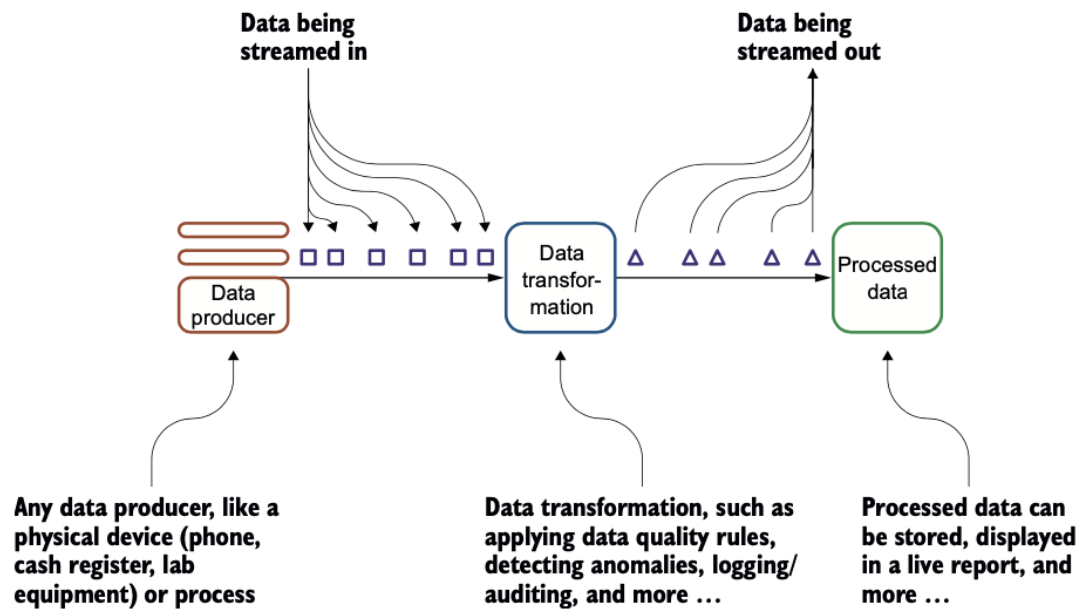 Data being
streamed in
Data being
streamed out
Data
producer
Data
transfor-
mation
Processed
data
Any data producer, like a
physical device (phone,
cash register, lab
equipment) or process
Data transformation, such as
applying data quality rules,
detecting anomalies, logging/
auditing, and more …
Processed data can
be stored, displayed
in a live report, and
more …